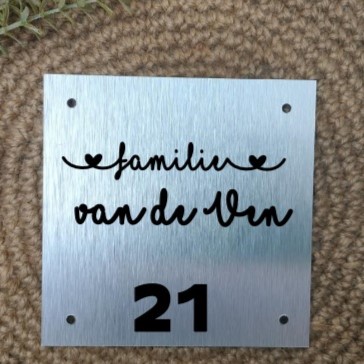 familie
van de Ven
21